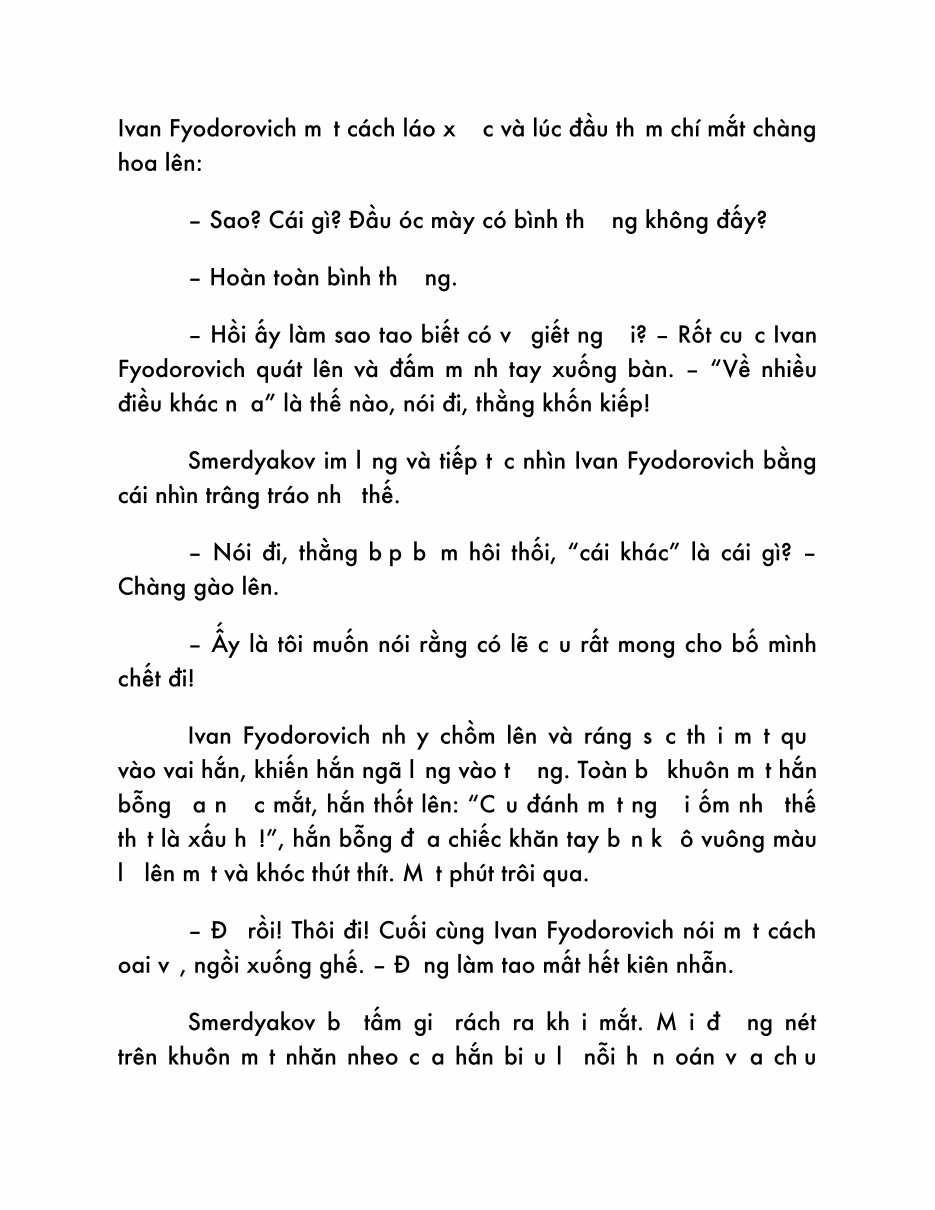 Ivan Fyodorovich m t cách láo x c và lúc đầu th m chí mắt chàng
hoa lên:
– Sao? Cái gì? Đầu óc mày có bình th ng không đấy?
– Hoàn toàn bình th ng.
– Hồi ấy làm sao tao biết có v giết ng i? – Rốt cu c Ivan
Fyodorovich quát lên và đấm m nh tay xuống bàn. – “Về nhiều
điều khác n a” là thế nào, nói đi, thằng khốn kiếp!
Smerdyakov im l ng và tiếp t c nhìn Ivan Fyodorovich bằng
cái nhìn trâng tráo nh thế.
– Nói đi, thằng b p b m hôi thối, “cái khác” là cái gì? –
Chàng gào lên.
– Ấy là tôi muốn nói rằng có lẽ c u rất mong cho bố mình
chết đi!
Ivan Fyodorovich nh y chồm lên và ráng s c th i m t qu
vào vai hắn, khiến hắn ngã l ng vào t ng. Toàn b khuôn m t hắn
bỗng a n c mắt, hắn thốt lên: “C u đánh m t ng i ốm nh thế
th t là xấu h !”, hắn bỗng đ a chiếc khăn tay b n k ô vuông màu
l lên m t và khóc thút thít. M t phút trôi qua.
– Đ rồi! Thôi đi! Cuối cùng Ivan Fyodorovich nói m t cách
oai v , ngồi xuống ghế. – Đ ng làm tao mất hết kiên nhẫn.
Smerdyakov b tấm gi rách ra kh i mắt. M i đ ng nét
trên khuôn m t nhăn nheo c a hắn bi u l nỗi h n oán v a ch u